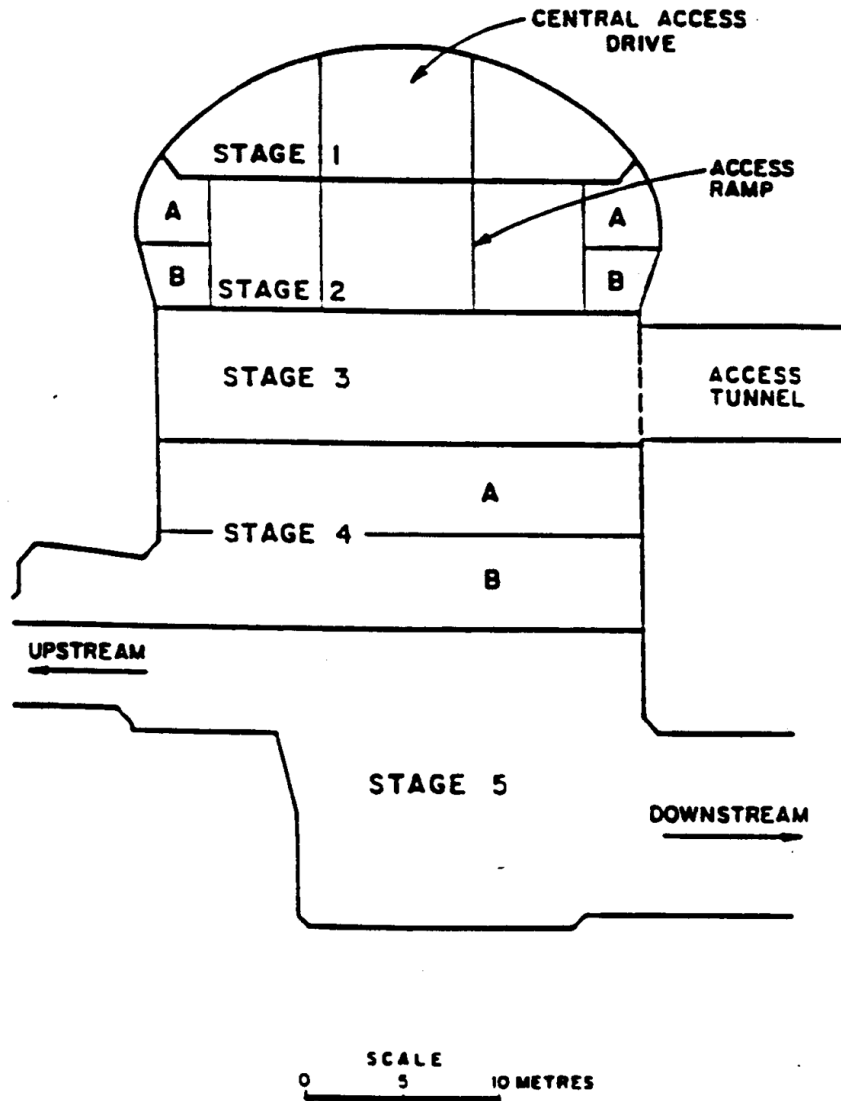 CENTRAL ACCESS
DRIVE
STAGE 1
ACCESS
RAMP
A
A
B
B
STAGE 2
STAGE 3
ACCESS
TUNNEL
A
STAGE 4
B
UPSTREAM
STAGE 5
DOWNSTREAM
SCALE
0 5 10 METRES